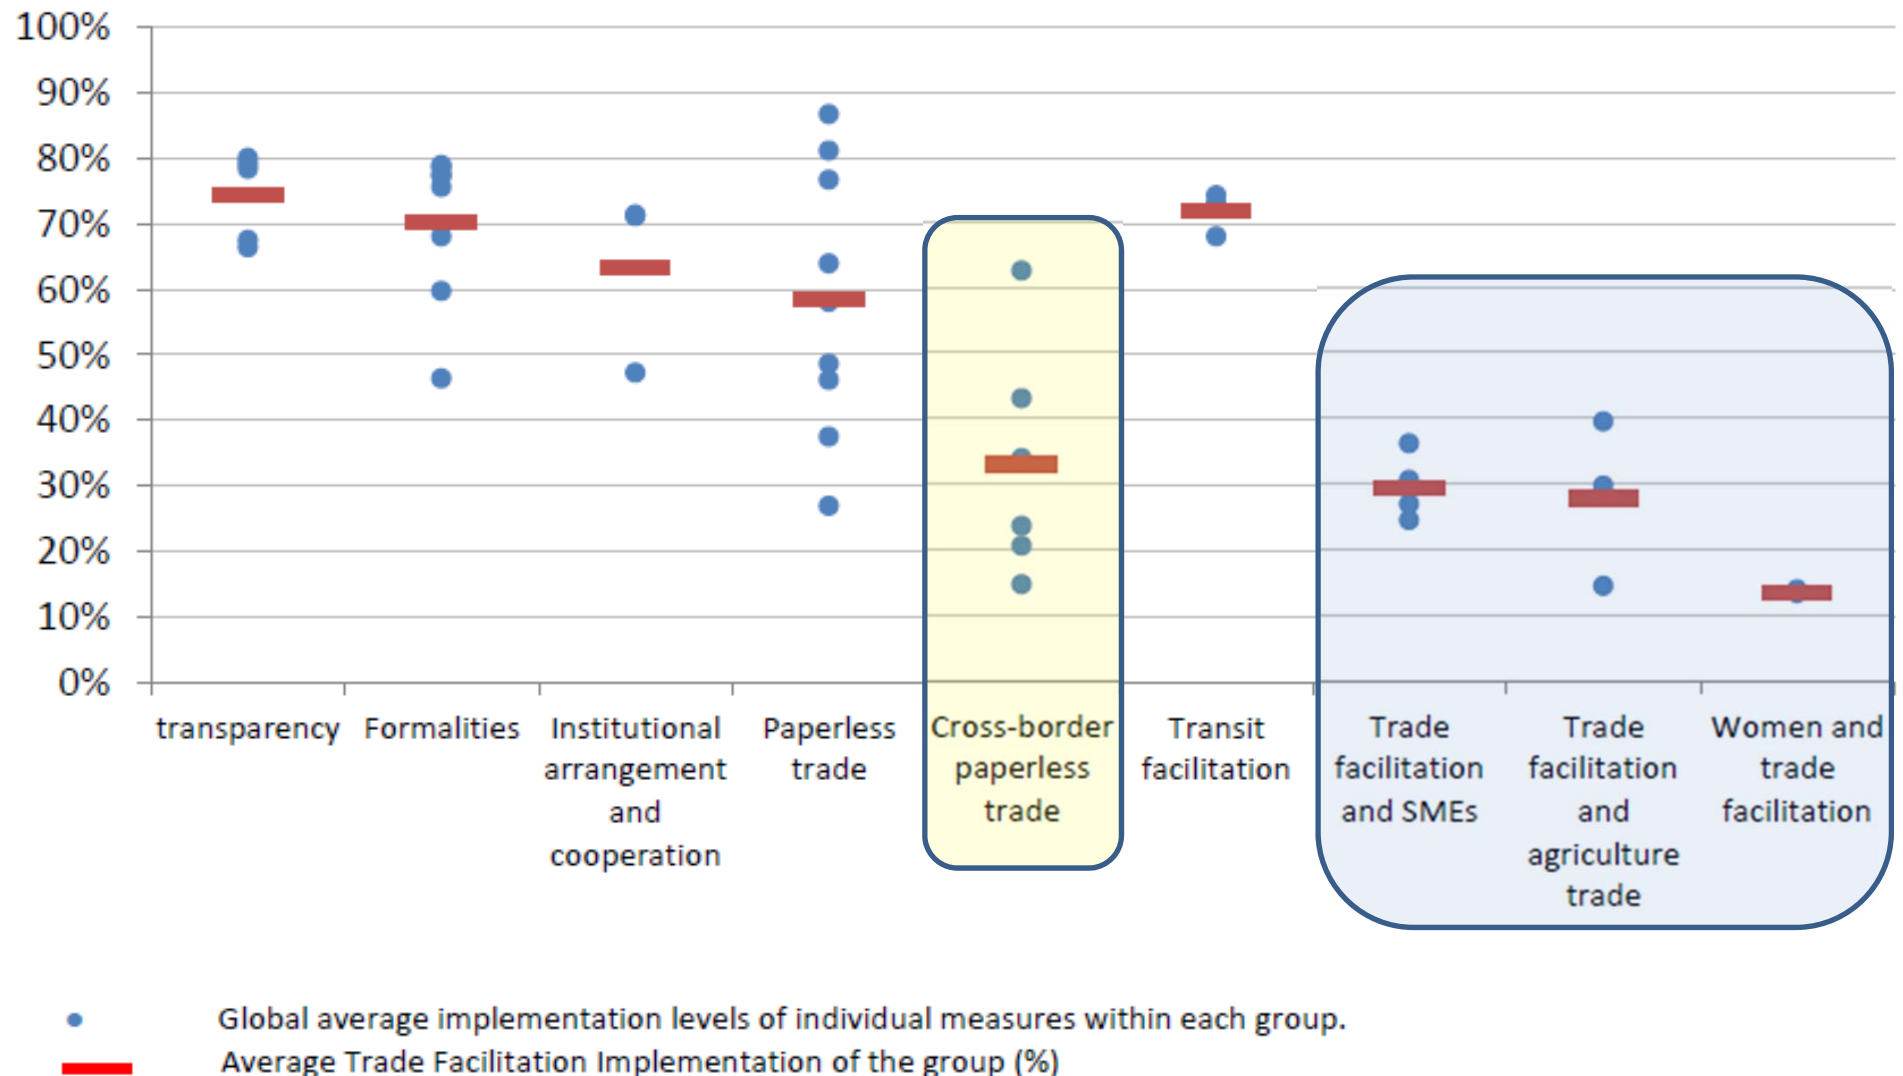 100%
90%
80%
70%
60%
50%
40%
30%
20%
10%
0%
transparency
Formalities
Institutional
arrangement
and
cooperation
Paperless
trade
Cross-border
paperless
trade
Transit
facilitation
Trade
facilitation
and SMEs
Trade
facilitation
and
agriculture
trade
Women and
trade
facilitation
Global average implementation levels of individual measures within each group.
Average Trade Facilitation Implementation of the group (%)